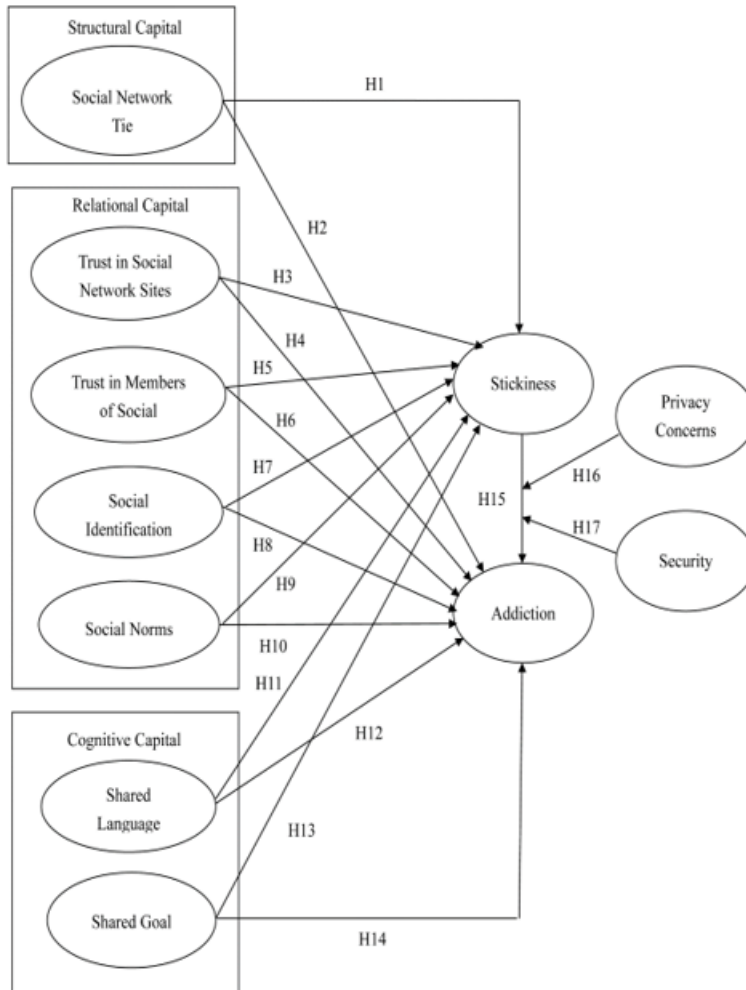 Structural Capital
Social Network
Tie
H1
Relational Capital
Trust in Social
Network Sites
H2
H3
H4
Trust in Members
of Social
H5
H6
Stickiness
Privacy
Concerns
H7
Social
Identification
H8
H15
H16
H17
Security
H9
Social Norms
H10
Addiction
H11
Cognitive Capital
H12
Shared
Language
H13
Shared Goal
H14